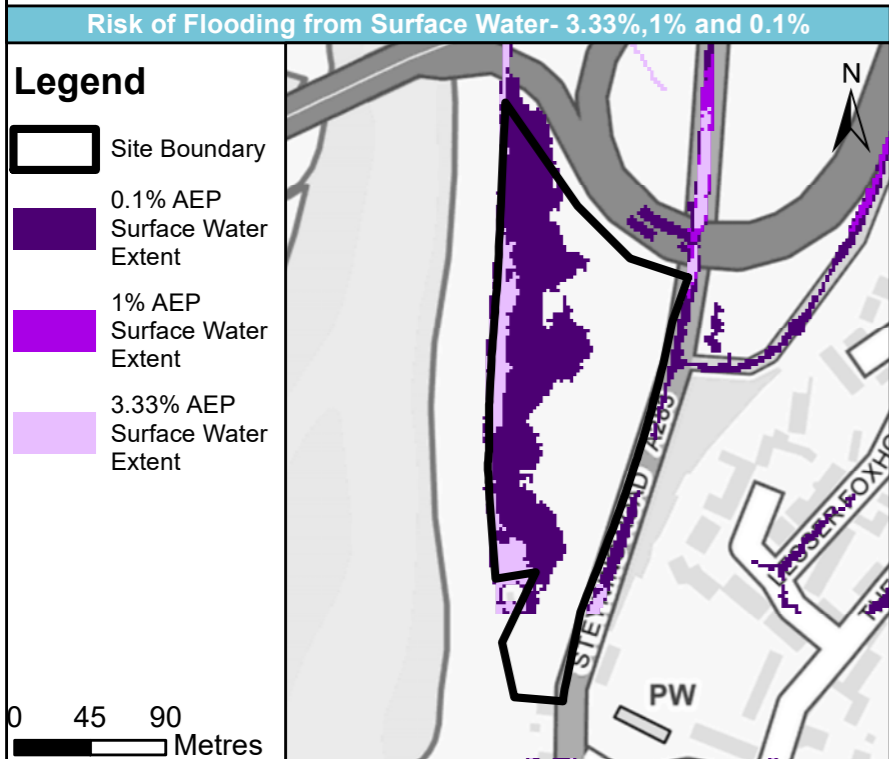 Risk of Flooding from Surface Water- 3.33%,1% and 0.1%
Legend
Site Boundary
0.1% AEP
Surface Water
Extent
1% AEP
Surface Water
Extent
3.33% AEP
Surface Water
Extent
0 45 90
Metres
N
PW